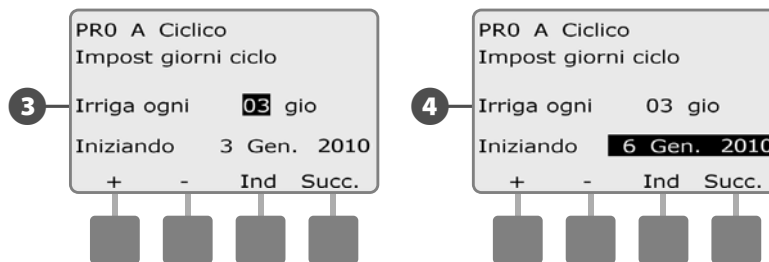 PR0 A Ciclico
Impost giorni ciclo
3
Irriga ogni 03 gio
Iniziando 3 Gen. 2010
+ - Ind Succ.
PR0 A Ciclico
Impost giorni ciclo
4
Irriga ogni 03 gio
Iniziando 6 Gen. 2010
+ - Ind Succ.